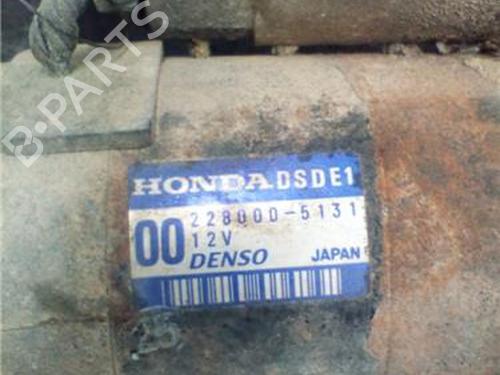 B-PARTS
HONDA DSDE1
00 228000-5131
12V
DENSO JAPAN